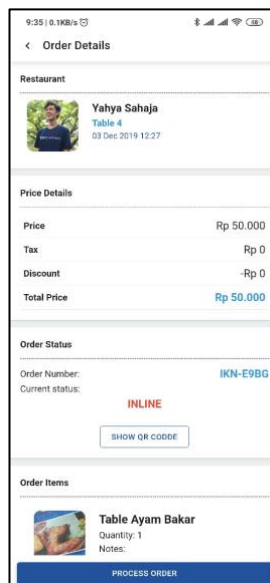 9:35 | 0.1KB/s
48
Order Details
Restaurant
Yahya Sahaja
Table 4
03 Dec 2019 12:27
Price Details
Price Rp 50.000
Tax Rp 0
Discount -Rp 0
Total Price Rp 50.000
Order Status
Order Number: IKN-E9BG
Current status:
INLINE
SHOW QR CODDE
Order Items
Table Ayam Bakar
Quantity: 1
Notes:
PROCESS ORDER